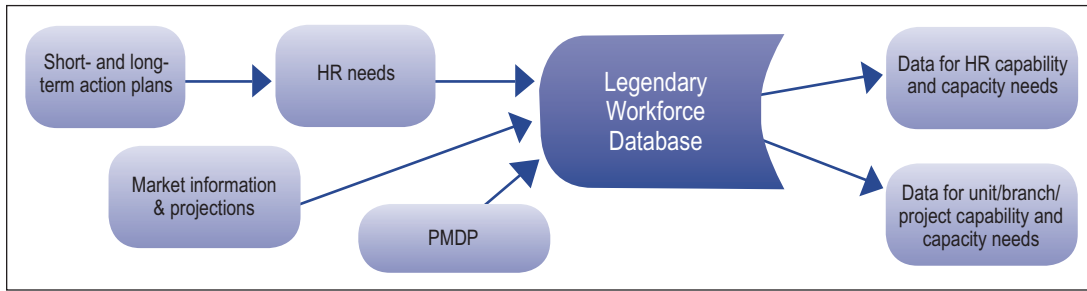 Short- and long-
term action plans
HR needs
Market information
& projections
PMDP
Legendary
Workforce
Database
Data for HR capability
and capacity needs
Data for unit/branch/
project capability and
capacity needs